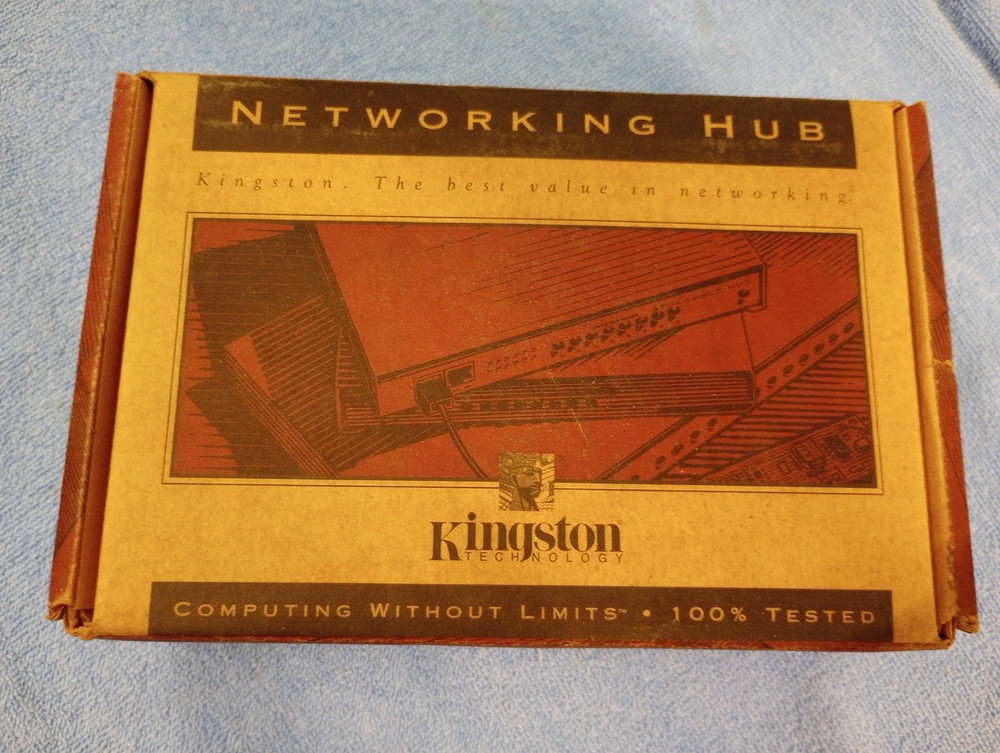 NETWORKING HUB
Kingston. The best value in networking.
Kingston
TECHNOLOGY
COMPUTING WITHOUT LIMITS™ • 100% TESTED